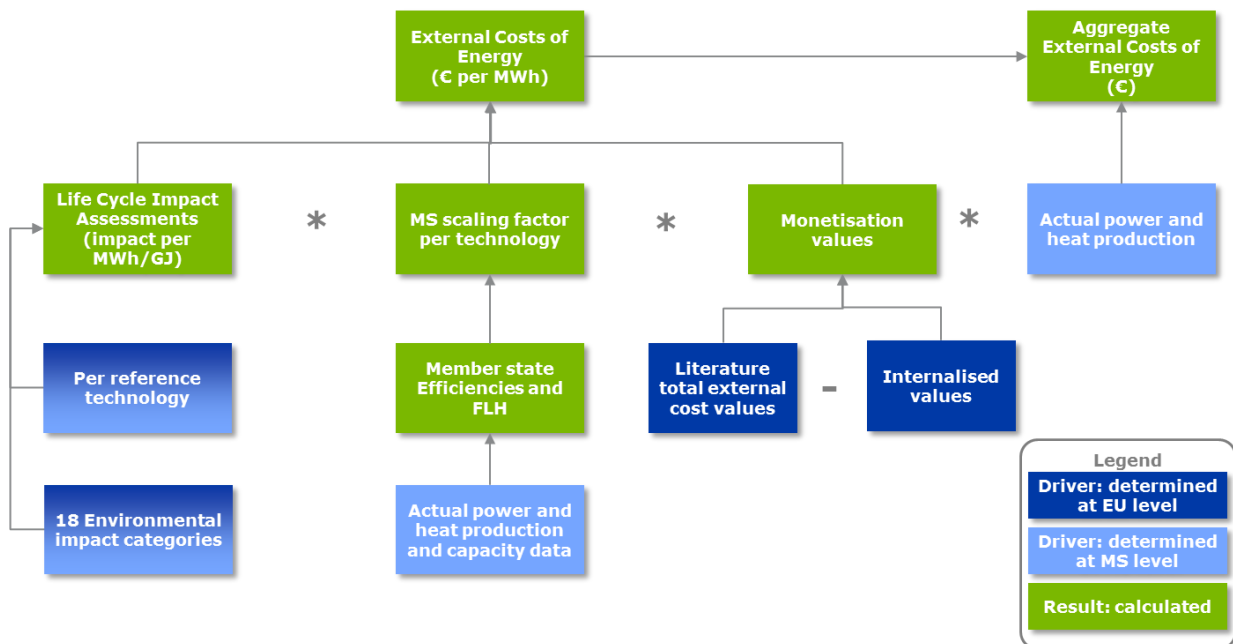 External Costs of
Energy
(€ per MWh)
Aggregate
External Costs of
Energy
(€)
Life Cycle Impact
Assessments
(impact per
MWh/GJ)
*
MS scaling factor
per technology
*
Monetisation
values
*
Actual power and
heat production
Per reference
technology
Member state
Efficiencies and
FLH
Literature
total external
cost values
-
Internalised
values
18 Environmental
impact categories
Actual power and
heat production
and capacity data
Legend
Driver: determined
at EU level
Driver: determined
at MS level
Result: calculated